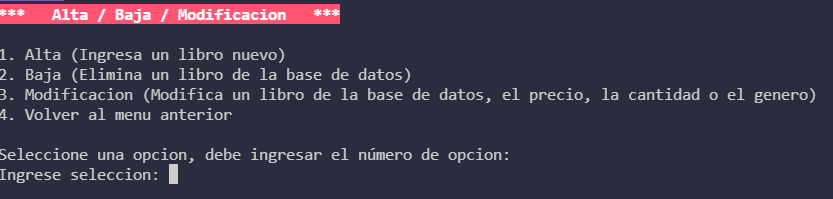 ***   Alta / Baja / Modificacion   ***
1. Alta (Ingresa un libro nuevo)
2. Baja (Elimina un libro de la base de datos)
3. Modificacion (Modifica un libro de la base de datos, el precio, la cantidad o el genero)
4. Volver al menu anterior
Seleccione una opcion, debe ingresar el número de opcion:
Ingrese seleccion: